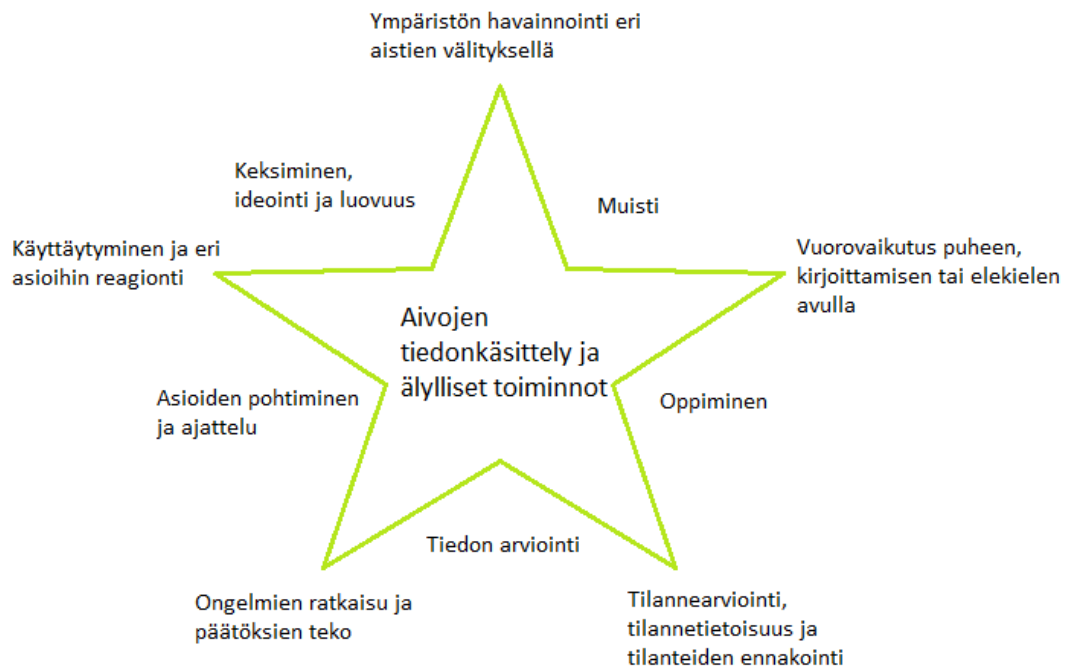 Ympäristön havainnointi eri
aistien välityksellä
Keksiminen,
ideointi ja luovuus
Muisti
Käyttäytyminen ja eri
asioihin reagionti
Vuorovaikutus puheen,
kirjoittamisen tai elekielen
avulla
Aivojen
tiedonkäsittely ja
älylliset toiminnot
Asioiden pohtiminen
ja ajattelu
Oppiminen
Tiedon arviointi
Ongelmien ratkaisu ja
päätöksien teko
Tilannearviointi,
tilannetietoisuus ja
tilanteiden ennakointi